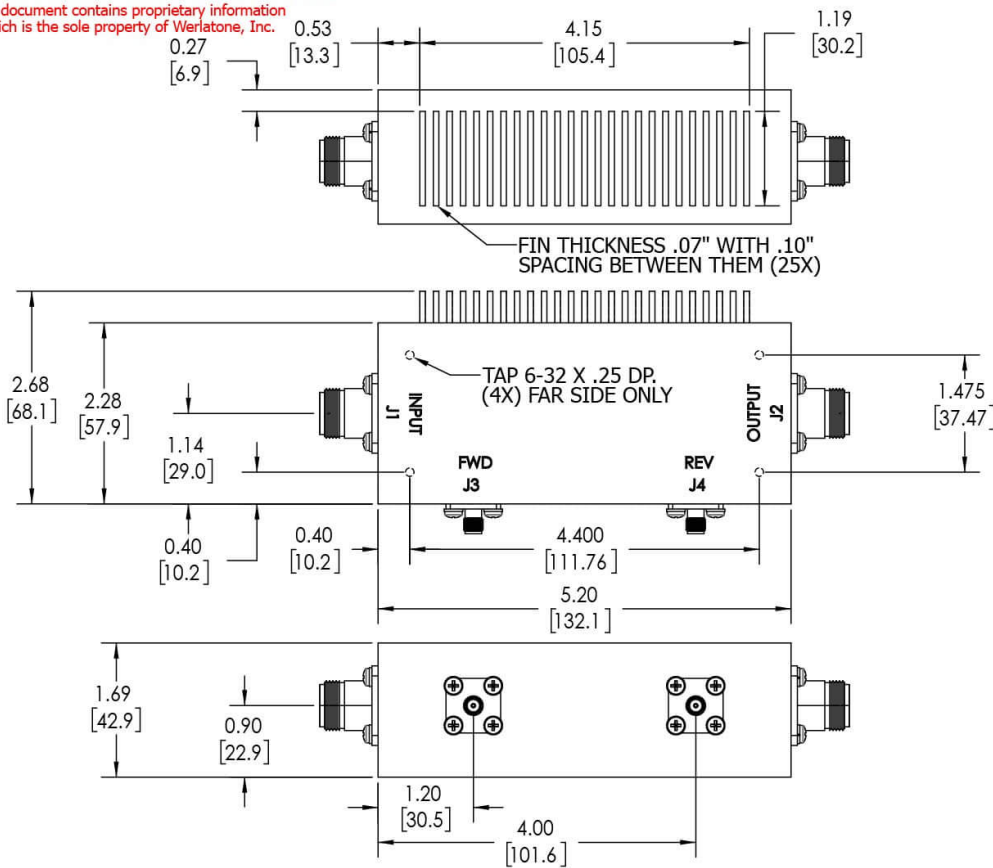 document contains proprietary information
ich is the sole property of Werlatone, Inc.
0.27
[6.9]
0.53
[13.3]
4.15
[105.4]
1.19
[30.2]
FIN THICKNESS .07" WITH .10"
SPACING BETWEEN THEM (25X)
2.68
[68.1]
2.28
[57.9]
1.14
[29.0]
0.40
[10.2]
TAP 6-32 X .25 DP.
(4X) FAR SIDE ONLY
INPUT
J1
OUTPUT
J2
FWD
J3
REV
J4
1.475
[37.47]
0.40
[10.2]
4.400
[111.76]
5.20
[132.1]
1.69
[42.9]
0.90
[22.9]
1.20
[30.5]
4.00
[101.6]